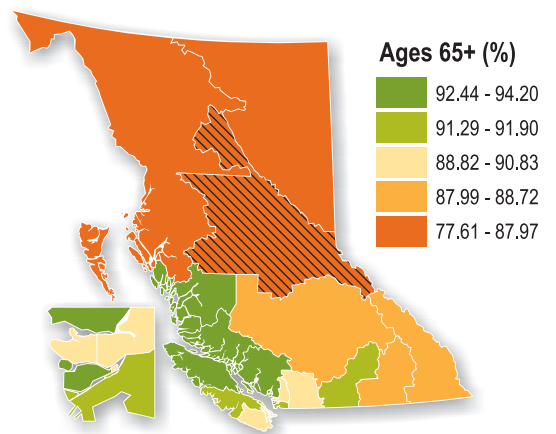 Ages 65+ (%)
92.44 - 94.20
91.29 - 91.90
88.82 - 90.83
87.99 - 88.72
77.61 - 87.97